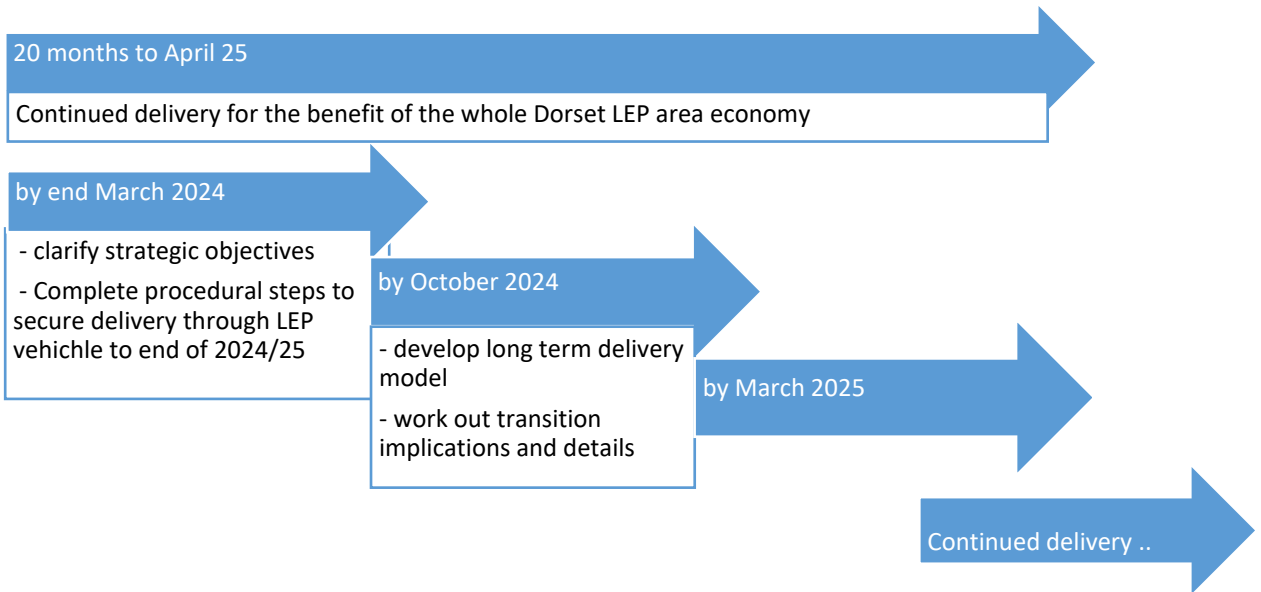 20 months to April 25
Continued delivery for the benefit of the whole Dorset LEP area economy
by end March 2024
- clarify strategic objectives
- Complete procedural steps to
secure delivery through LEP
vehichle to end of 2024/25
by October 2024
- develop long term delivery
model
- work out transition
implications and details
by March 2025
Continued delivery ..